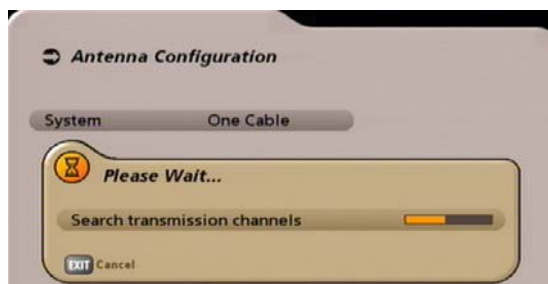 Antenna Configuration
System One Cable
Please Wait...
Search transmission channels
EXIT Cancel